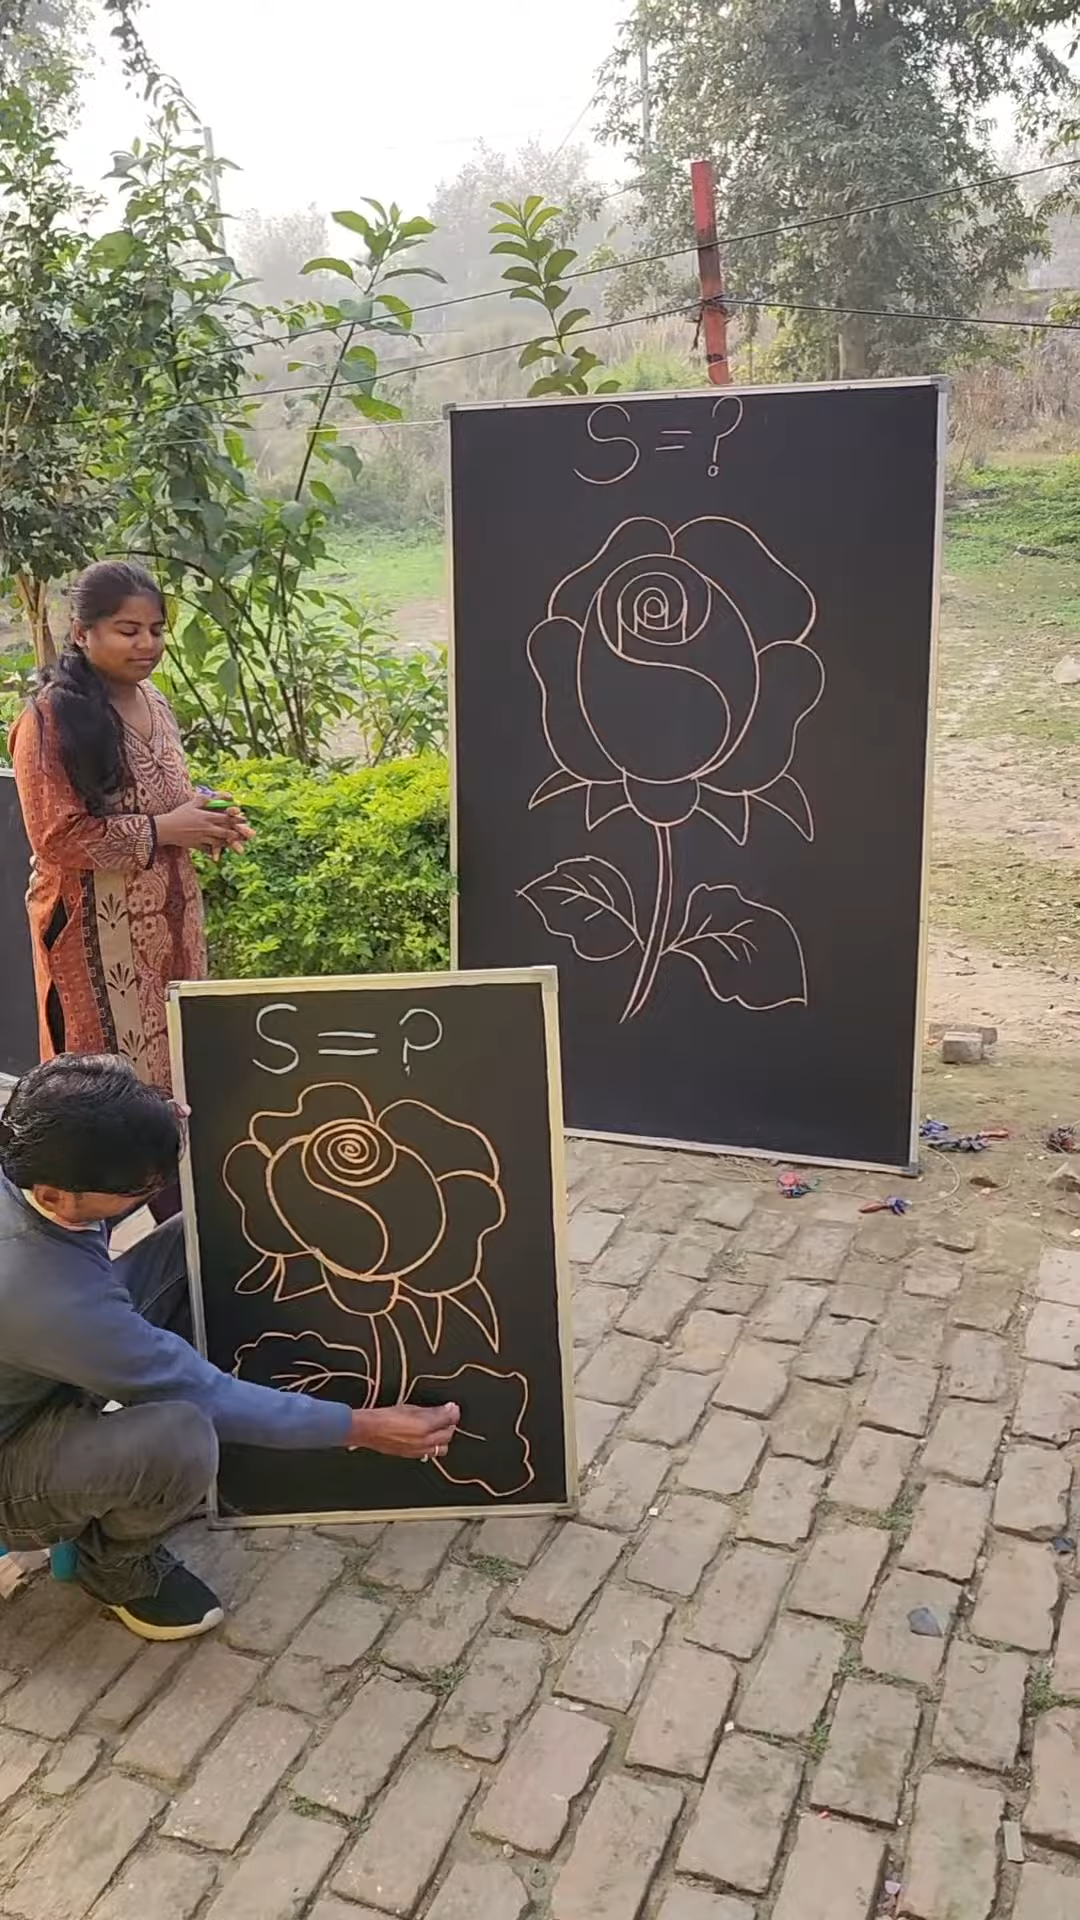 S = ?
S = ?